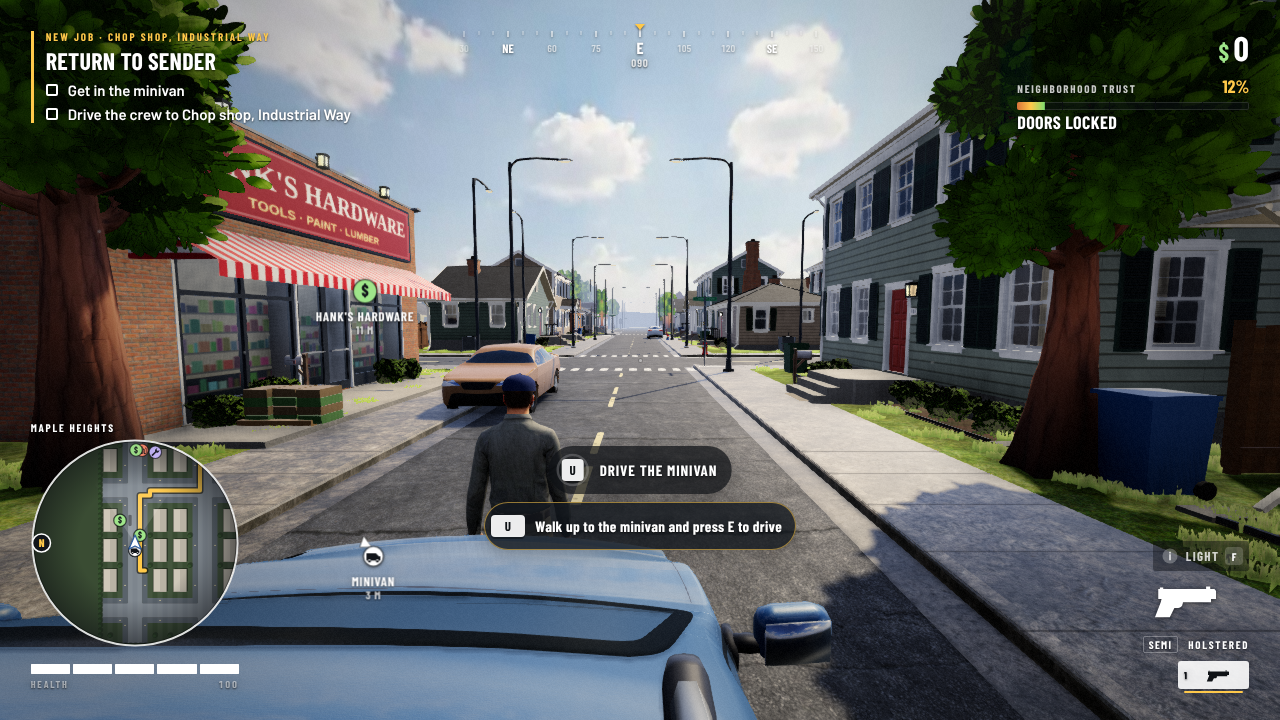 NEW JOB · CHOP SHOP, INDUSTRIAL WAY
RETURN TO SENDER
Get in the minivan
Drive the crew to Chop shop, Industrial Way
NE
60
75
E
105
120
SE
090
$0
NEIGHBORHOOD TRUST
12%
DOORS LOCKED
K'S HARDWARE
TOOLS · PAINT · LUMBER
$
HANK'S HARDWARE
11 M
U
DRIVE THE MINIVAN
U
Walk up to the minivan and press E to drive
MAPLE HEIGHTS
$
$
$
N
MINIVAN
3 M
HEALTH
100
i
LIGHT
F
SEMI
HOLSTERED
1